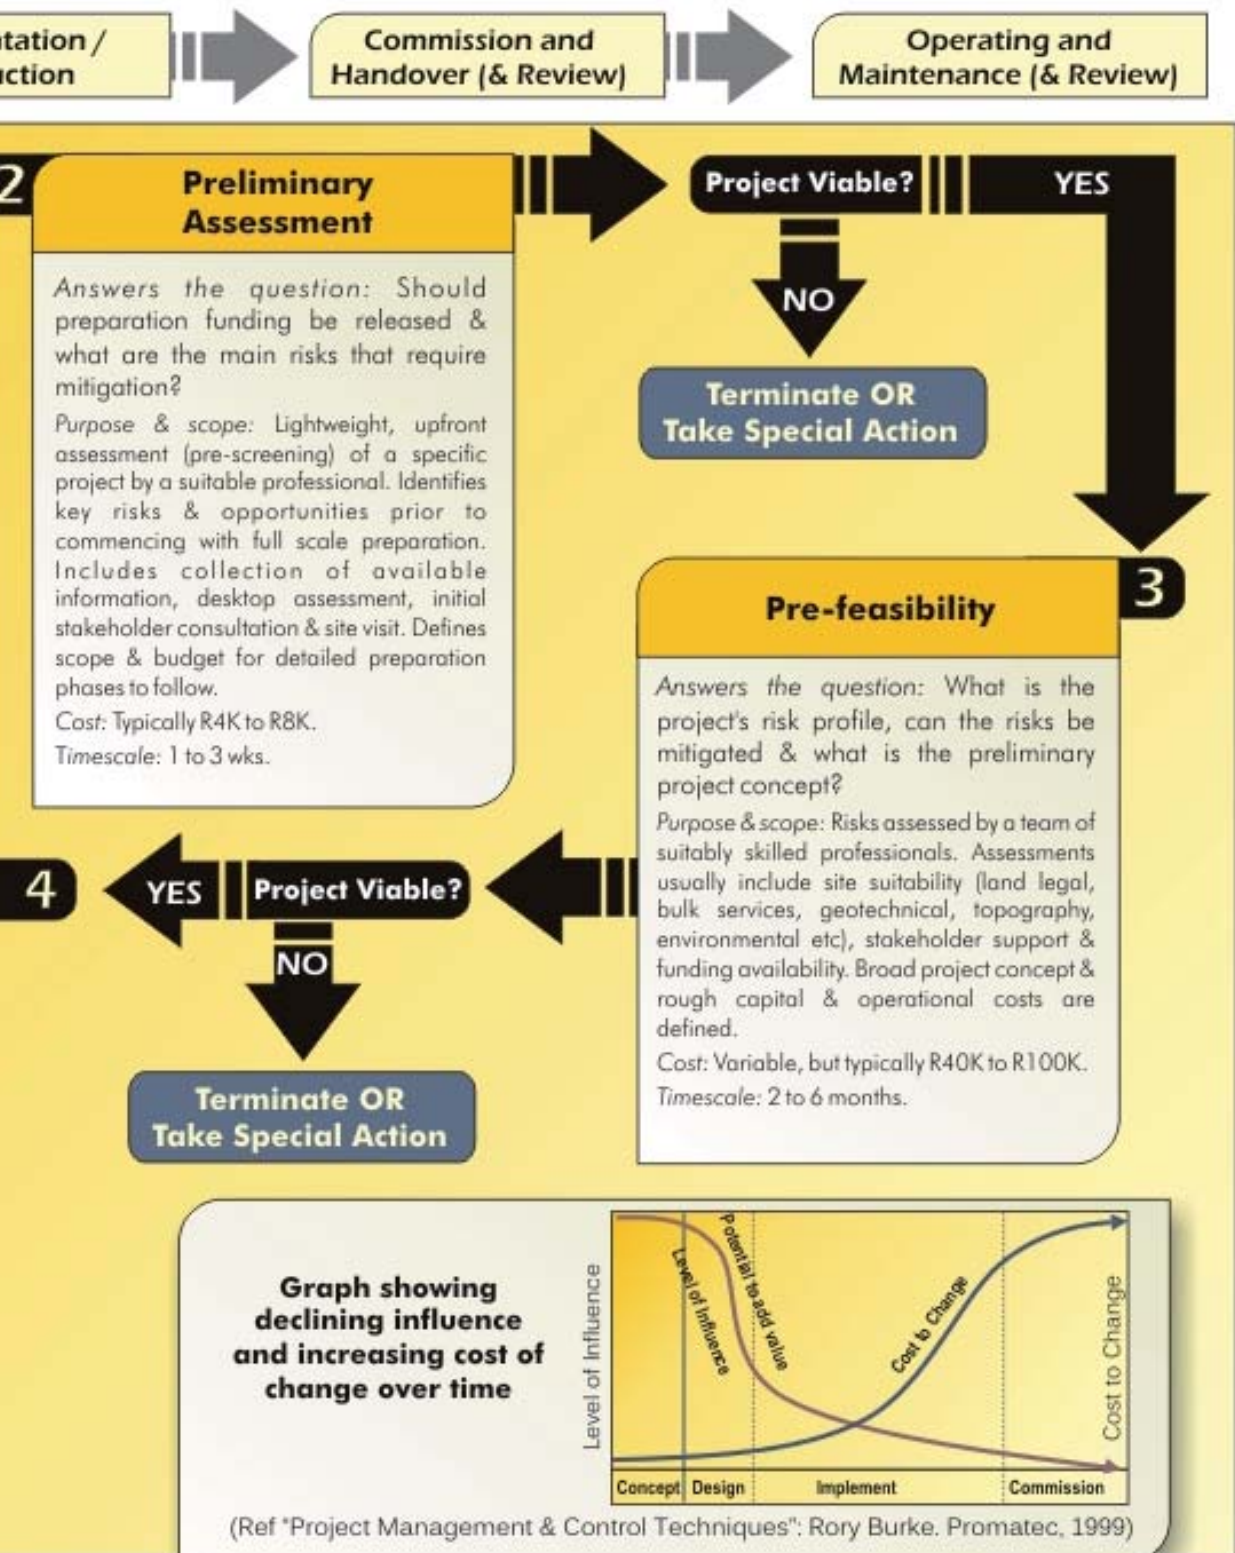 tation /
uction
Commission and
Handover (& Review)
Operating and
Maintenance (& Review)
2
Preliminary
Assessment
Answers the question: Should
preparation funding be released &
what are the main risks that require
mitigation?
Purpose & scope: Lightweight, upfront
assessment (pre-screening) of a specific
project by a suitable professional. Identifies
key risks & opportunities prior to
commencing with full scale preparation.
Includes collection of available
information, desktop assessment, initial
stakeholder consultation & site visit. Defines
scope & budget for detailed preparation
phases to follow.
Cost: Typically R4K to R8K.
Timescale: 1 to 3 wks.
Project Viable?
YES
NO
Terminate OR
Take Special Action
3
Pre-feasibility
Answers the question: What is the
project's risk profile, can the risks be
mitigated & what is the preliminary
project concept?
Purpose & scope: Risks assessed by a team of
suitably skilled professionals. Assessments
usually include site suitability (land legal,
bulk services, geotechnical, topography,
environmental etc), stakeholder support &
funding availability. Broad project concept &
rough capital & operational costs are
defined.
Cost: Variable, but typically R40K to R100K.
Timescale: 2 to 6 months.
Project Viable?
YES
4
NO
Terminate OR
Take Special Action
Graph showing
declining influence
and increasing cost of
change over time
Level of Influence
Level of Influence
Potential to add value
Cost to Change
Cost to Change
Concept Design Implement Commission
(Ref "Project Management & Control Techniques": Rory Burke. Promatec, 1999)